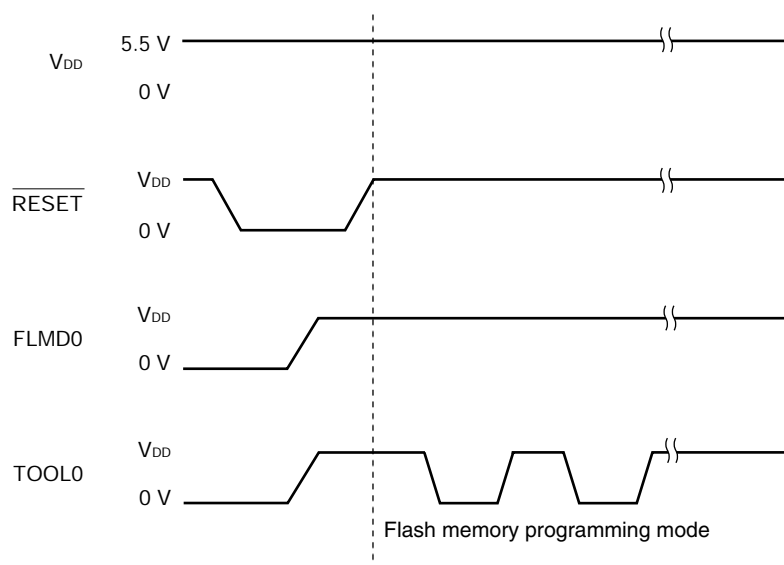 5.5 V
VDD
0 V
VDD
RESET
0 V
VDD
FLMD0
0 V
VDD
TOOL0
0 V
Flash memory programming mode